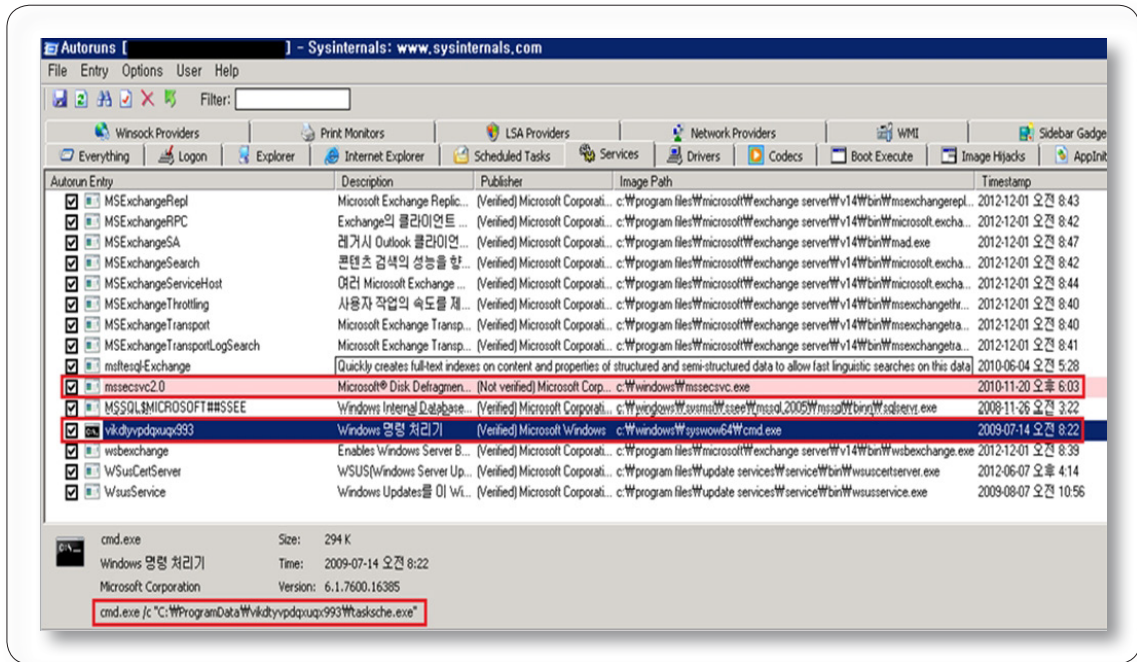 Autoruns [ ] - Sysinternals: www.sysinternals.com
File Entry Options User Help
Filter:
Winsock Providers Print Monitors LSA Providers Network Providers WMI Sidebar Gadge
Everything Logon Explorer Internet Explorer Scheduled Tasks Services Drivers Codecs Boot Execute Image Hijacks AppInit
Autorun Entry Description Publisher Image Path Timestamp
MSExchangeRepl Microsoft Exchange Replic... (Verified) Microsoft Corporati... c:₩program files₩microsoft₩exchange server₩v14₩bin₩msexchangerepl... 2012-12-01 오전 8:43
MSExchangeRPC Exchange의 클라이언트 ... (Verified) Microsoft Corporati... c:₩program files₩microsoft₩exchange server₩v14₩bin₩microsoft.excha... 2012-12-01 오전 8:42
MSExchangeSA 레거시 Outlook 클라이언... (Verified) Microsoft Corporati... c:₩program files₩microsoft₩exchange server₩v14₩bin₩mad.exe 2012-12-01 오전 8:47
MSExchangeSearch 콘텐츠 검색의 성능을 향... (Verified) Microsoft Corporati... c:₩program files₩microsoft₩exchange server₩v14₩bin₩microsoft.excha... 2012-12-01 오전 8:42
MSExchangeServiceHost 여러 Microsoft Exchange ... (Verified) Microsoft Corporati... c:₩program files₩microsoft₩exchange server₩v14₩bin₩microsoft.excha... 2012-12-01 오전 8:44
MSExchangeThrottling 사용자 작업의 속도를 제... (Verified) Microsoft Corporati... c:₩program files₩microsoft₩exchange server₩v14₩bin₩msexchangethr... 2012-12-01 오전 8:40
MSExchangeTransport Microsoft Exchange Transp... (Verified) Microsoft Corporati... c:₩program files₩microsoft₩exchange server₩v14₩bin₩msexchangetra... 2012-12-01 오전 8:40
MSExchangeTransportLogSearch Microsoft Exchange Transp... (Verified) Microsoft Corporati... c:₩program files₩microsoft₩exchange server₩v14₩bin₩msexchangetra... 2012-12-01 오전 8:41
msftesql-Exchange Quickly creates full-text indexes on content and properties of structured and semi-structured data to allow fast linguistic searches on this data 2010-06-04 오전 5:28
mssecsvc2.0 Microsoft® Disk Defragmen... (Not verified) Microsoft Corp... c:₩windows₩mssecsvc.exe 2010-11-20 오후 6:03
MSSQL$MICROSOFT##SSEE Windows Internal Database... (Verified) Microsoft Corporati... c:₩windows₩sysmsi₩ssee₩mssql.2005₩mssql₩binn₩sqlservr.exe 2008-11-26 오전 3:22
vikdtyvpdqxuqx993 Windows 명령 처리기 (Verified) Microsoft Windows c:₩windows₩syswow64₩cmd.exe 2009-07-14 오전 8:22
wsbexchange Enables Windows Server B... (Verified) Microsoft Corporati... c:₩program files₩microsoft₩exchange server₩v14₩bin₩wsbexchange.exe 2012-12-01 오전 8:39
WSusCertServer WSUS(Windows Server Up... (Verified) Microsoft Corporati... c:₩program files₩update services₩service₩bin₩wsuscertserver.exe 2012-06-07 오후 4:14
WsusService Windows Updates를 이 Wi... (Verified) Microsoft Corporati... c:₩program files₩update services₩service₩bin₩wsusservice.exe 2009-08-07 오전 10:56
cmd.exe Size: 294 K
Windows 명령 처리기 Time: 2009-07-14 오전 8:22
Microsoft Corporation Version: 6.1.7600.16385
cmd.exe /c "C:₩ProgramData₩vikdtyvpdqxuqx993₩tasksche.exe"